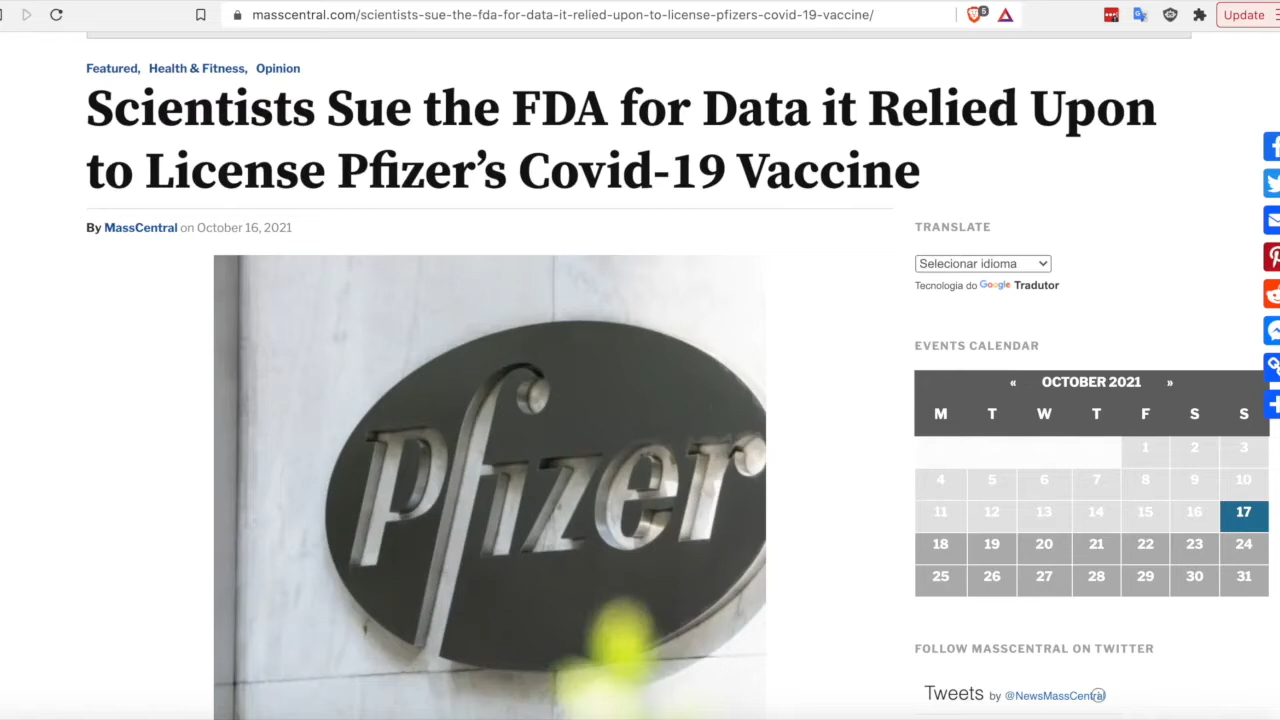 masscentral.com/scientists-sue-the-fda-for-data-it-relied-upon-to-license-pfizers-covid-19-vaccine/
5
Update
Featured, Health & Fitness, Opinion
Scientists Sue the FDA for Data it Relied Upon
to License Pfizer’s Covid-19 Vaccine
By MassCentral on October 16, 2021
Pfizer
TRANSLATE
Selecionar idioma
Tecnologia do Google Tradutor
EVENTS CALENDAR
« OCTOBER 2021 »
M T W T F S S
1 2 3
4 5 6 7 8 9 10
11 12 13 14 15 16 17
18 19 20 21 22 23 24
25 26 27 28 29 30 31
FOLLOW MASSCENTRAL ON TWITTER
Tweets by @NewsMassCentral